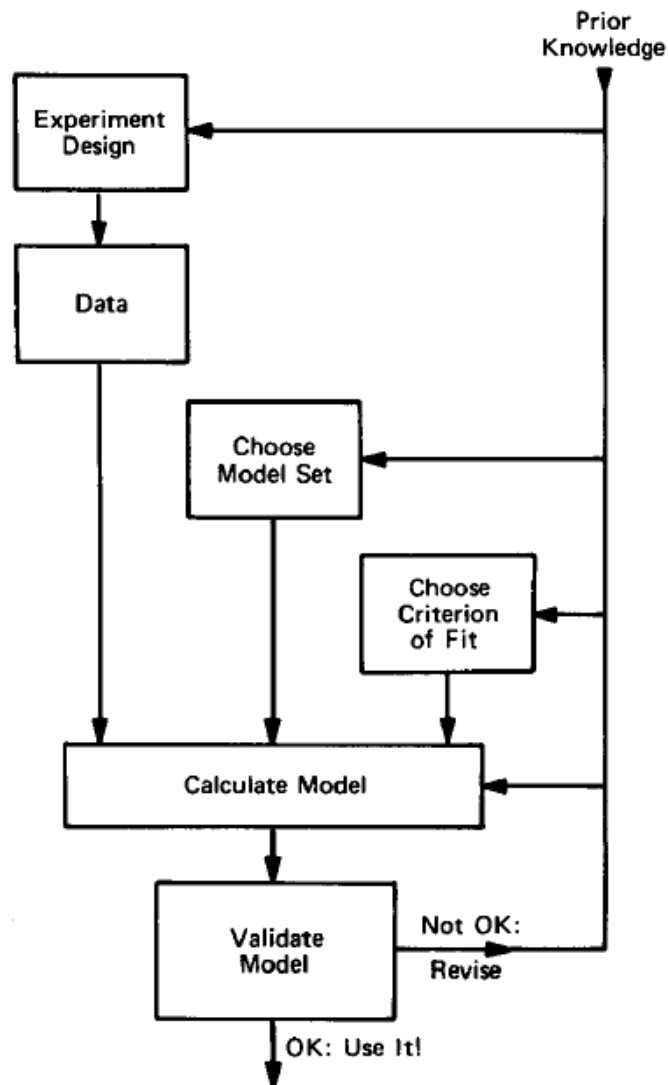 Prior
Knowledge
Experiment
Design
Data
Choose
Model Set
Choose
Criterion
of Fit
Calculate Model
Validate
Model
Not OK:
Revise
OK: Use It!